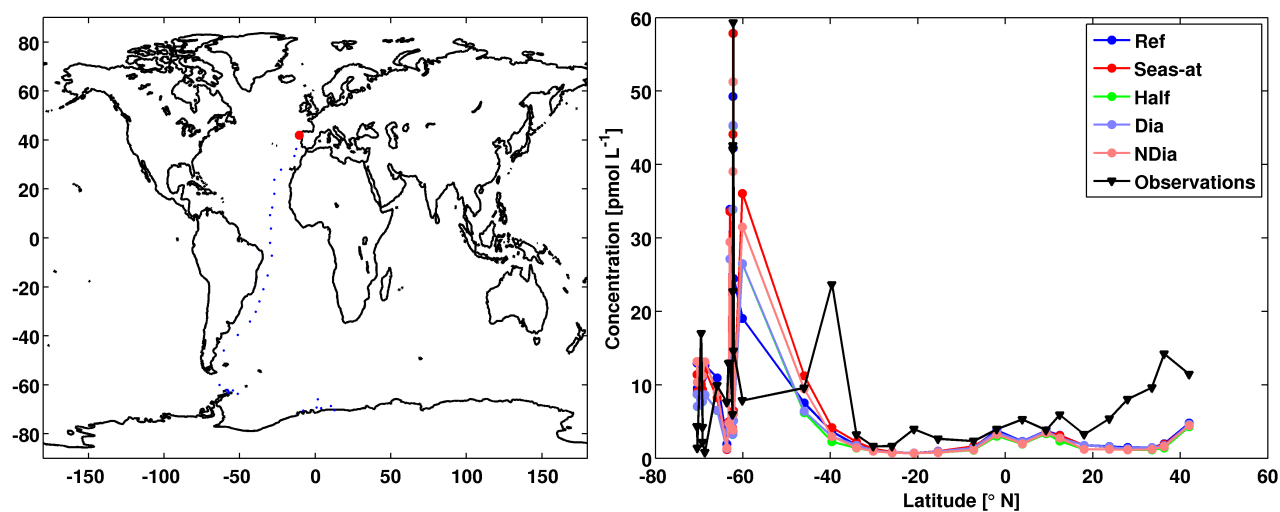 80
60
40
20
0
-20
-40
-60
-80
-150 -100 -50 0 50 100 150
60
50
40
30
20
10
0
-80 -60 -40 -20 0 20 40 60
Concentration [pmol L-1]
Latitude [° N]
Ref
Seas-at
Half
Dia
NDia
Observations